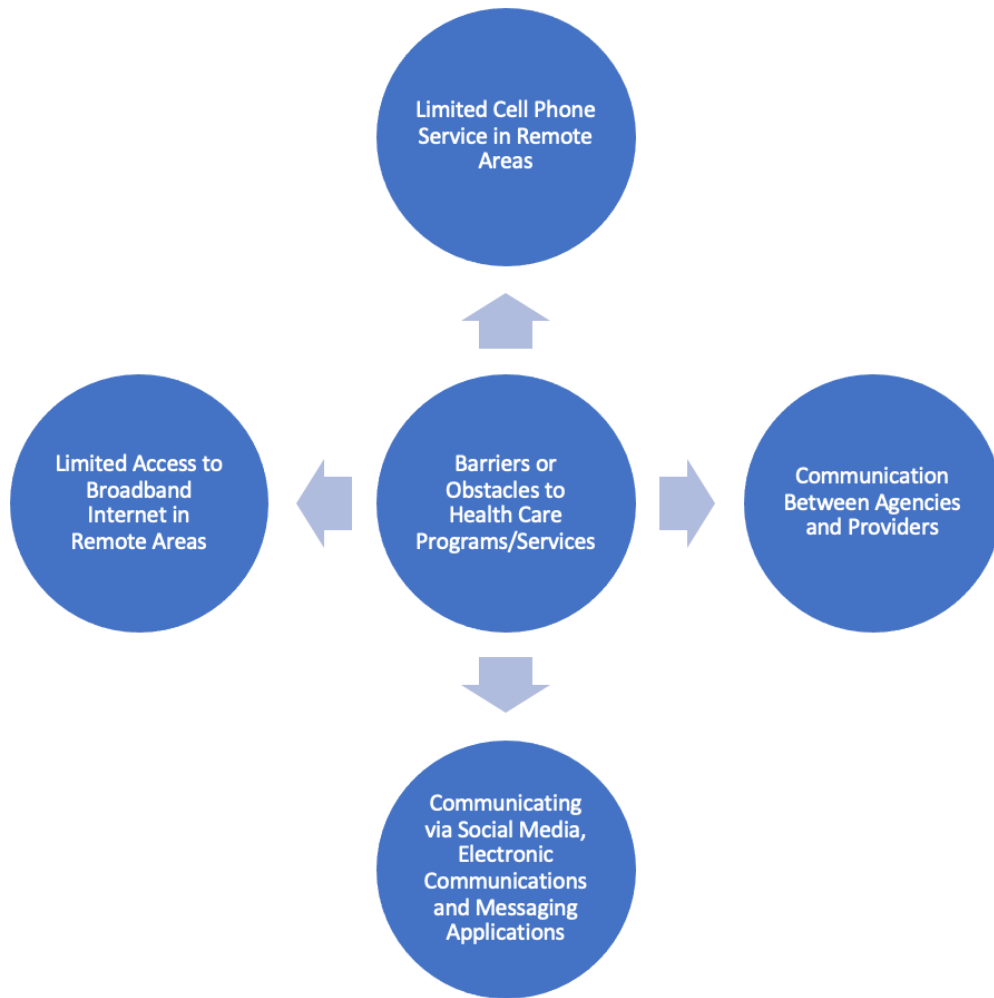 Limited Cell Phone
Service in Remote
Areas
Limited Access to
Broadband
Internet in
Remote Areas
Barriers or
Obstacles to
Health Care
Programs/Services
Communication
Between Agencies
and Providers
Communicating
via Social Media,
Electronic
Communications
and Messaging
Applications